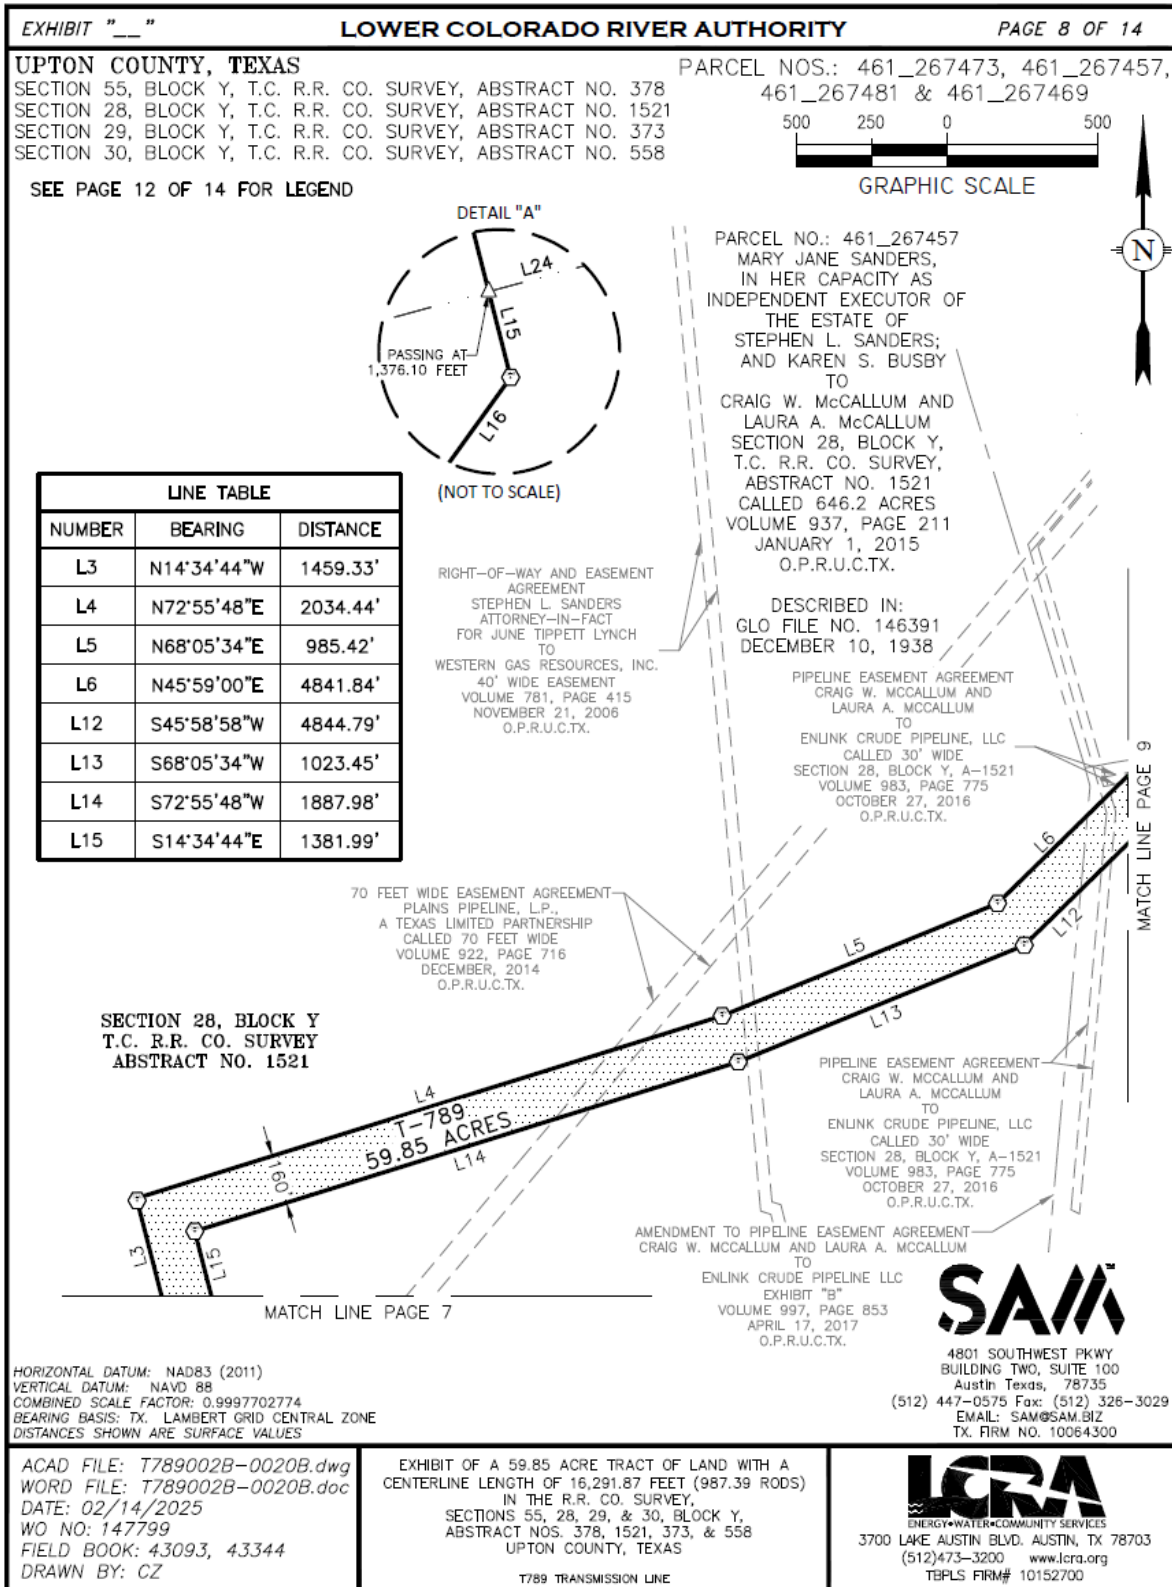 EXHIBIT "__"
LOWER COLORADO RIVER AUTHORITY
PAGE 8 OF 14
UPTON COUNTY, TEXAS
SECTION 55, BLOCK Y, T.C. R.R. CO. SURVEY, ABSTRACT NO. 378
SECTION 28, BLOCK Y, T.C. R.R. CO. SURVEY, ABSTRACT NO. 1521
SECTION 29, BLOCK Y, T.C. R.R. CO. SURVEY, ABSTRACT NO. 373
SECTION 30, BLOCK Y, T.C. R.R. CO. SURVEY, ABSTRACT NO. 558
PARCEL NOS.: 461_267473, 461_267457,
461_267481 & 461_267469
500 250 0 500
GRAPHIC SCALE
SEE PAGE 12 OF 14 FOR LEGEND
N
DETAIL "A"
L24
L15
PASSING AT
1,376.10 FEET
L16
(NOT TO SCALE)
PARCEL NO.: 461_267457
MARY JANE SANDERS,
IN HER CAPACITY AS
INDEPENDENT EXECUTOR OF
THE ESTATE OF
STEPHEN L. SANDERS;
AND KAREN S. BUSBY
TO
CRAIG W. McCALLUM AND
LAURA A. McCALLUM
SECTION 28, BLOCK Y,
T.C. R.R. CO. SURVEY,
ABSTRACT NO. 1521
CALLED 646.2 ACRES
VOLUME 937, PAGE 211
JANUARY 1, 2015
O.P.R.U.C.TX.
DESCRIBED IN:
GLO FILE NO. 146391
DECEMBER 10, 1938
LINE TABLE
NUMBER BEARING DISTANCE
L3 N14°34'44"W 1459.33'
L4 N72°55'48"E 2034.44'
L5 N68°05'34"E 985.42'
L6 N45°59'00"E 4841.84'
L12 S45°58'58"W 4844.79'
L13 S68°05'34"W 1023.45'
L14 S72°55'48"W 1887.98'
L15 S14°34'44"E 1381.99'
RIGHT-OF-WAY AND EASEMENT
AGREEMENT
STEPHEN L. SANDERS
ATTORNEY-IN-FACT
FOR JUNE TIPPETT LYNCH
TO
WESTERN GAS RESOURCES, INC.
40' WIDE EASEMENT
VOLUME 781, PAGE 415
NOVEMBER 21, 2006
O.P.R.U.C.TX.
PIPELINE EASEMENT AGREEMENT
CRAIG W. MCCALLUM AND
LAURA A. MCCALLUM
TO
ENLINK CRUDE PIPELINE, LLC
CALLED 30' WIDE
SECTION 28, BLOCK Y, A-1521
VOLUME 983, PAGE 775
OCTOBER 27, 2016
O.P.R.U.C.TX.
MATCH LINE PAGE 9
L6
L12
70 FEET WIDE EASEMENT AGREEMENT
PLAINS PIPELINE, L.P.,
A TEXAS LIMITED PARTNERSHIP
CALLED 70 FEET WIDE
VOLUME 922, PAGE 716
DECEMBER, 2014
O.P.R.U.C.TX.
L5
L13
SECTION 28, BLOCK Y
T.C. R.R. CO. SURVEY
ABSTRACT NO. 1521
PIPELINE EASEMENT AGREEMENT
CRAIG W. MCCALLUM AND
LAURA A. MCCALLUM
TO
ENLINK CRUDE PIPELINE, LLC
CALLED 30' WIDE
SECTION 28, BLOCK Y, A-1521
VOLUME 983, PAGE 775
OCTOBER 27, 2016
O.P.R.U.C.TX.
L4
T-789
59.85 ACRES
L14
160'
L3
L15
MATCH LINE PAGE 7
AMENDMENT TO PIPELINE EASEMENT AGREEMENT
CRAIG W. MCCALLUM AND LAURA A. MCCALLUM
TO
ENLINK CRUDE PIPELINE LLC
EXHIBIT "B"
VOLUME 997, PAGE 853
APRIL 17, 2017
O.P.R.U.C.TX.
SAM
TM
4801 SOUTHWEST PKWY
BUILDING TWO, SUITE 100
Austin Texas, 78735
(512) 447-0575 Fax: (512) 326-3029
EMAIL: SAM@SAM.BIZ
TX. FIRM NO. 10064300
HORIZONTAL DATUM: NAD83 (2011)
VERTICAL DATUM: NAVD 88
COMBINED SCALE FACTOR: 0.9997702774
BEARING BASIS: TX. LAMBERT GRID CENTRAL ZONE
DISTANCES SHOWN ARE SURFACE VALUES
ACAD FILE: T789002B-0020B.dwg
WORD FILE: T789002B-0020B.doc
DATE: 02/14/2025
WO NO: 147799
FIELD BOOK: 43093, 43344
DRAWN BY: CZ
EXHIBIT OF A 59.85 ACRE TRACT OF LAND WITH A
CENTERLINE LENGTH OF 16,291.87 FEET (987.39 RODS)
IN THE R.R. CO. SURVEY,
SECTIONS 55, 28, 29, & 30, BLOCK Y,
ABSTRACT NOS. 378, 1521, 373, & 558
UPTON COUNTY, TEXAS
T789 TRANSMISSION LINE
LCRA
ENERGY•WATER•COMMUNITY SERVICES
3700 LAKE AUSTIN BLVD. AUSTIN, TX 78703
(512)473-3200 www.lcra.org
TBPLS FIRM# 10152700